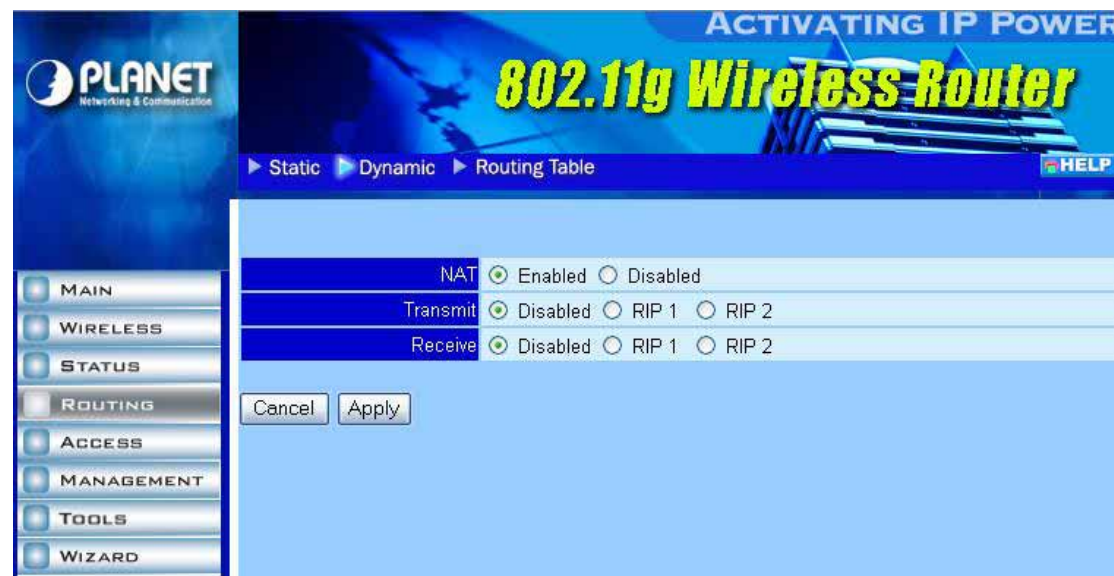 ACTIVATING IP POWER
PLANET
Networking & Communication
802.11g Wireless Router
Static Dynamic Routing Table
HELP
NAT Enabled Disabled
Transmit Disabled RIP 1 RIP 2
Receive Disabled RIP 1 RIP 2
Cancel Apply
MAIN
WIRELESS
STATUS
ROUTING
ACCESS
MANAGEMENT
TOOLS
WIZARD